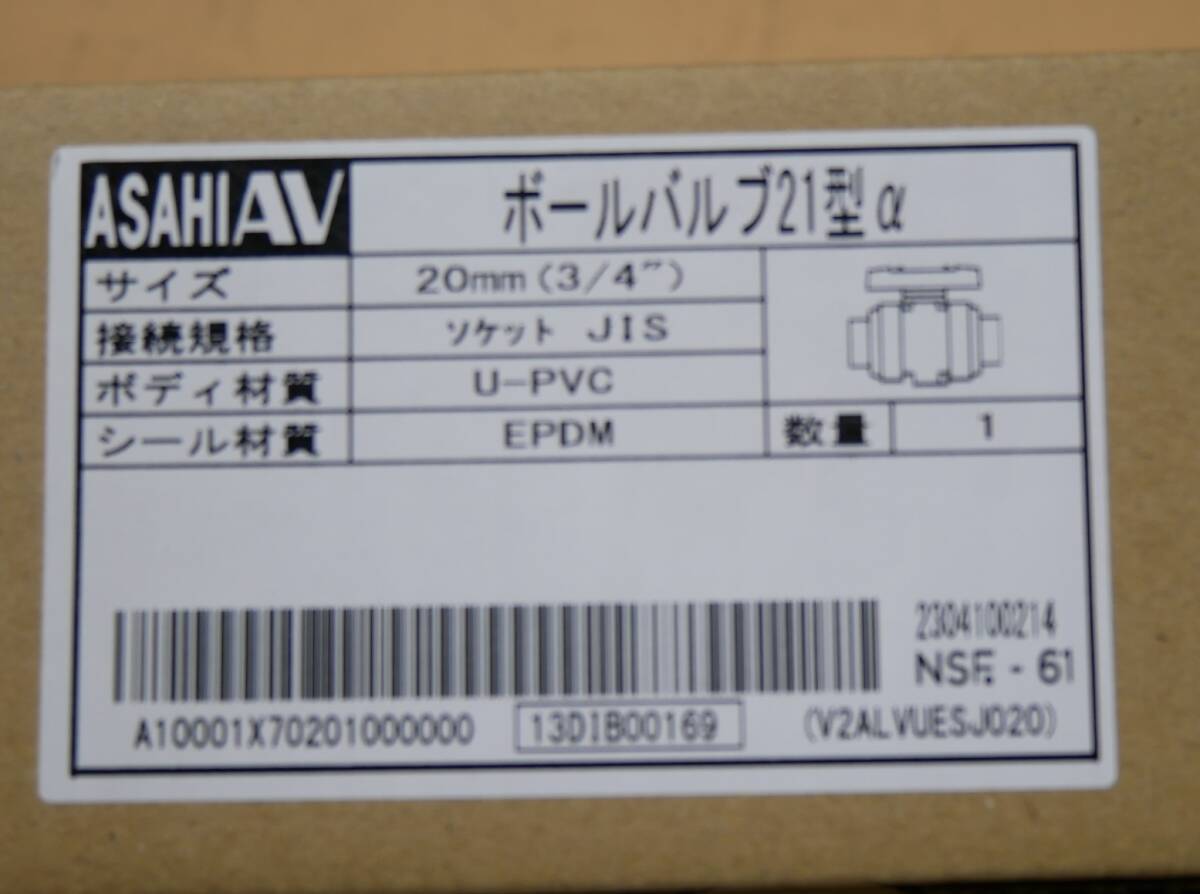 ASAHI AV ボールバルブ21型α
サイズ 20mm(3/4")
接続規格 ソケット JIS
ボディ材質 U-PVC
シール材質 EPDM 数量 1
2304100214
NSF. - 61
A10001X70201000000 13DIB00169 (V2ALVUESJ020)